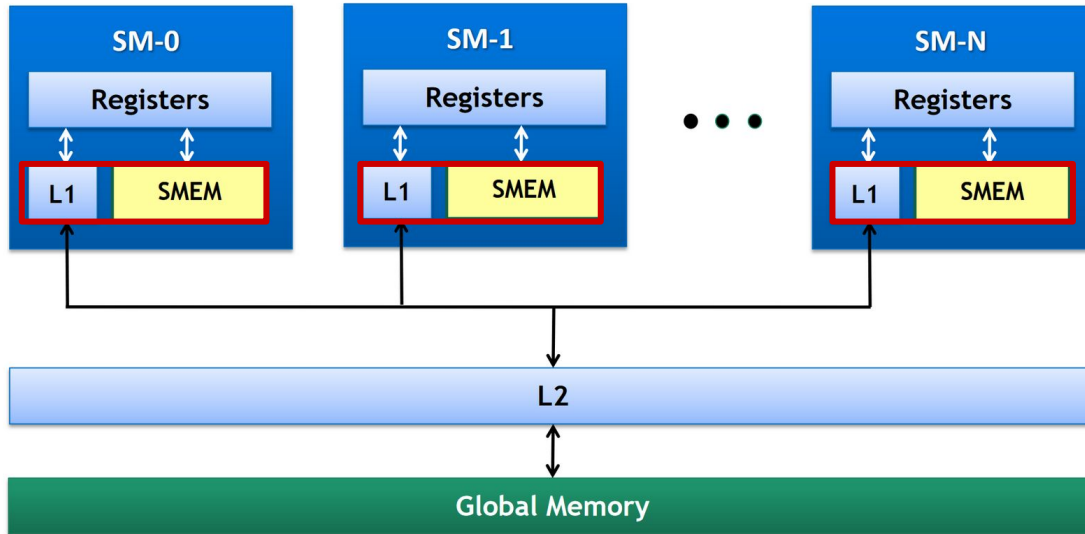 SM-0
SM-1
SM-N
Registers
Registers
Registers
L1
SMEM
L1
SMEM
L1
SMEM
L2
Global Memory